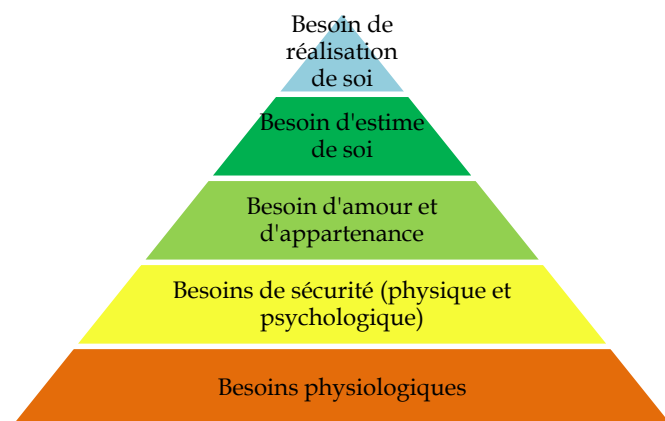 Besoin de
réalisation
de soi
Besoin d'estime
de soi
Besoin d'amour et
d'appartenance
Besoins de sécurité (physique et
psychologique)
Besoins physiologiques